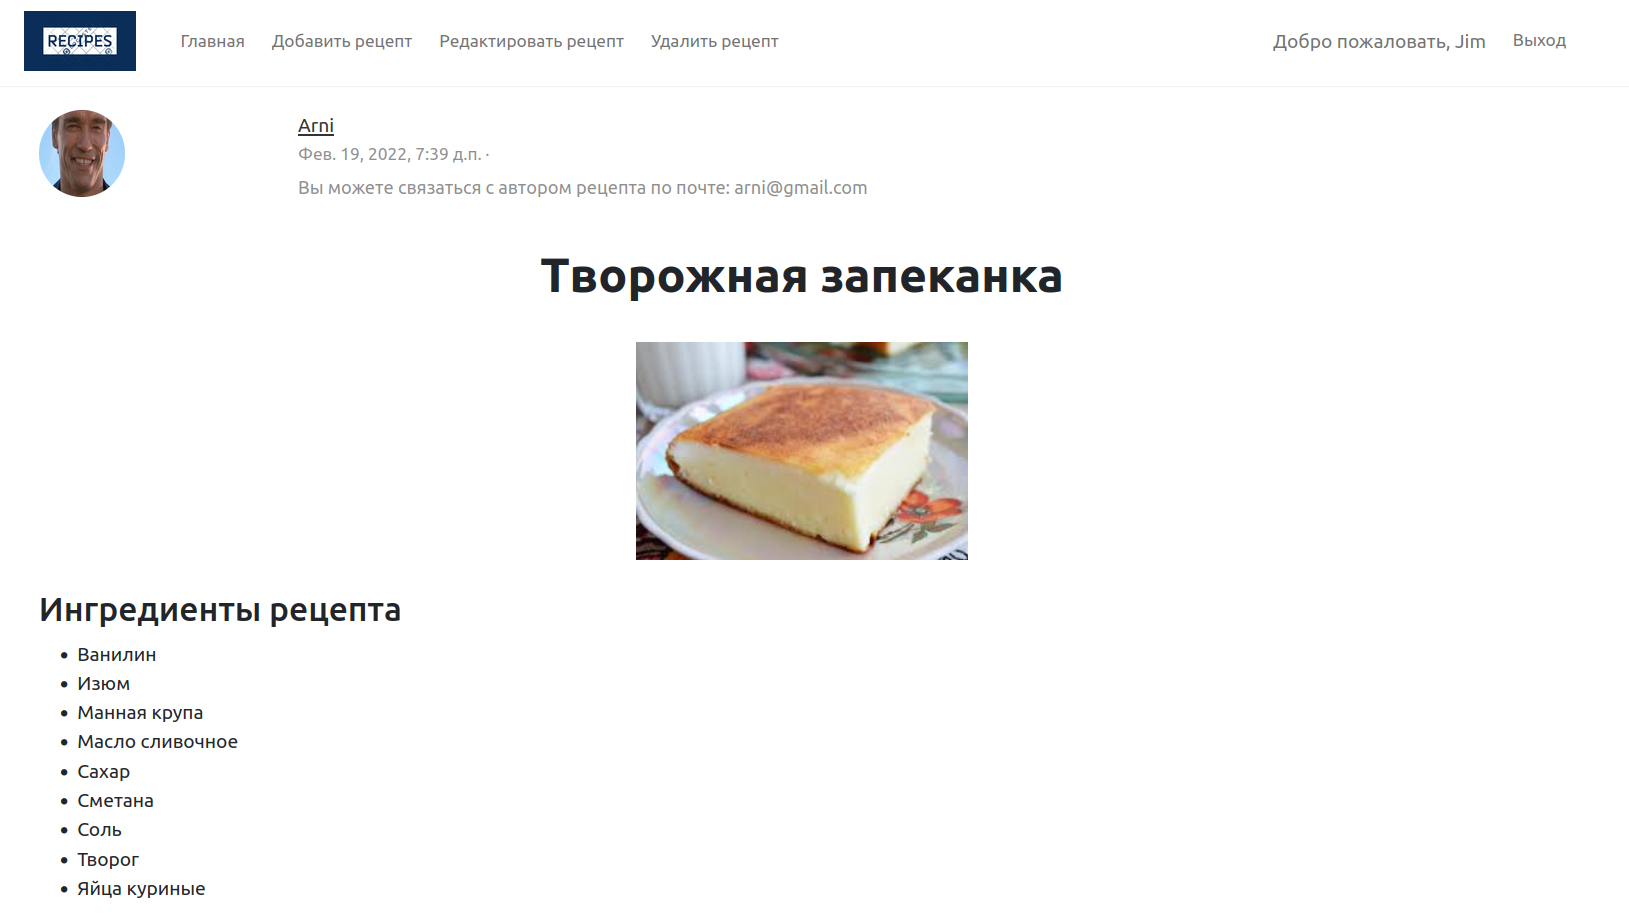 RECIPES
Главная Добавить рецепт Редактировать рецепт Удалить рецепт Добро пожаловать, Jim Выход
Arni
Фев. 19, 2022, 7:39 д.п. ·
Вы можете связаться с автором рецепта по почте: arni@gmail.com
Творожная запеканка
Ингредиенты рецепта
• Ванилин
• Изюм
• Манная крупа
• Масло сливочное
• Сахар
• Сметана
• Соль
• Творог
• Яйца куриные